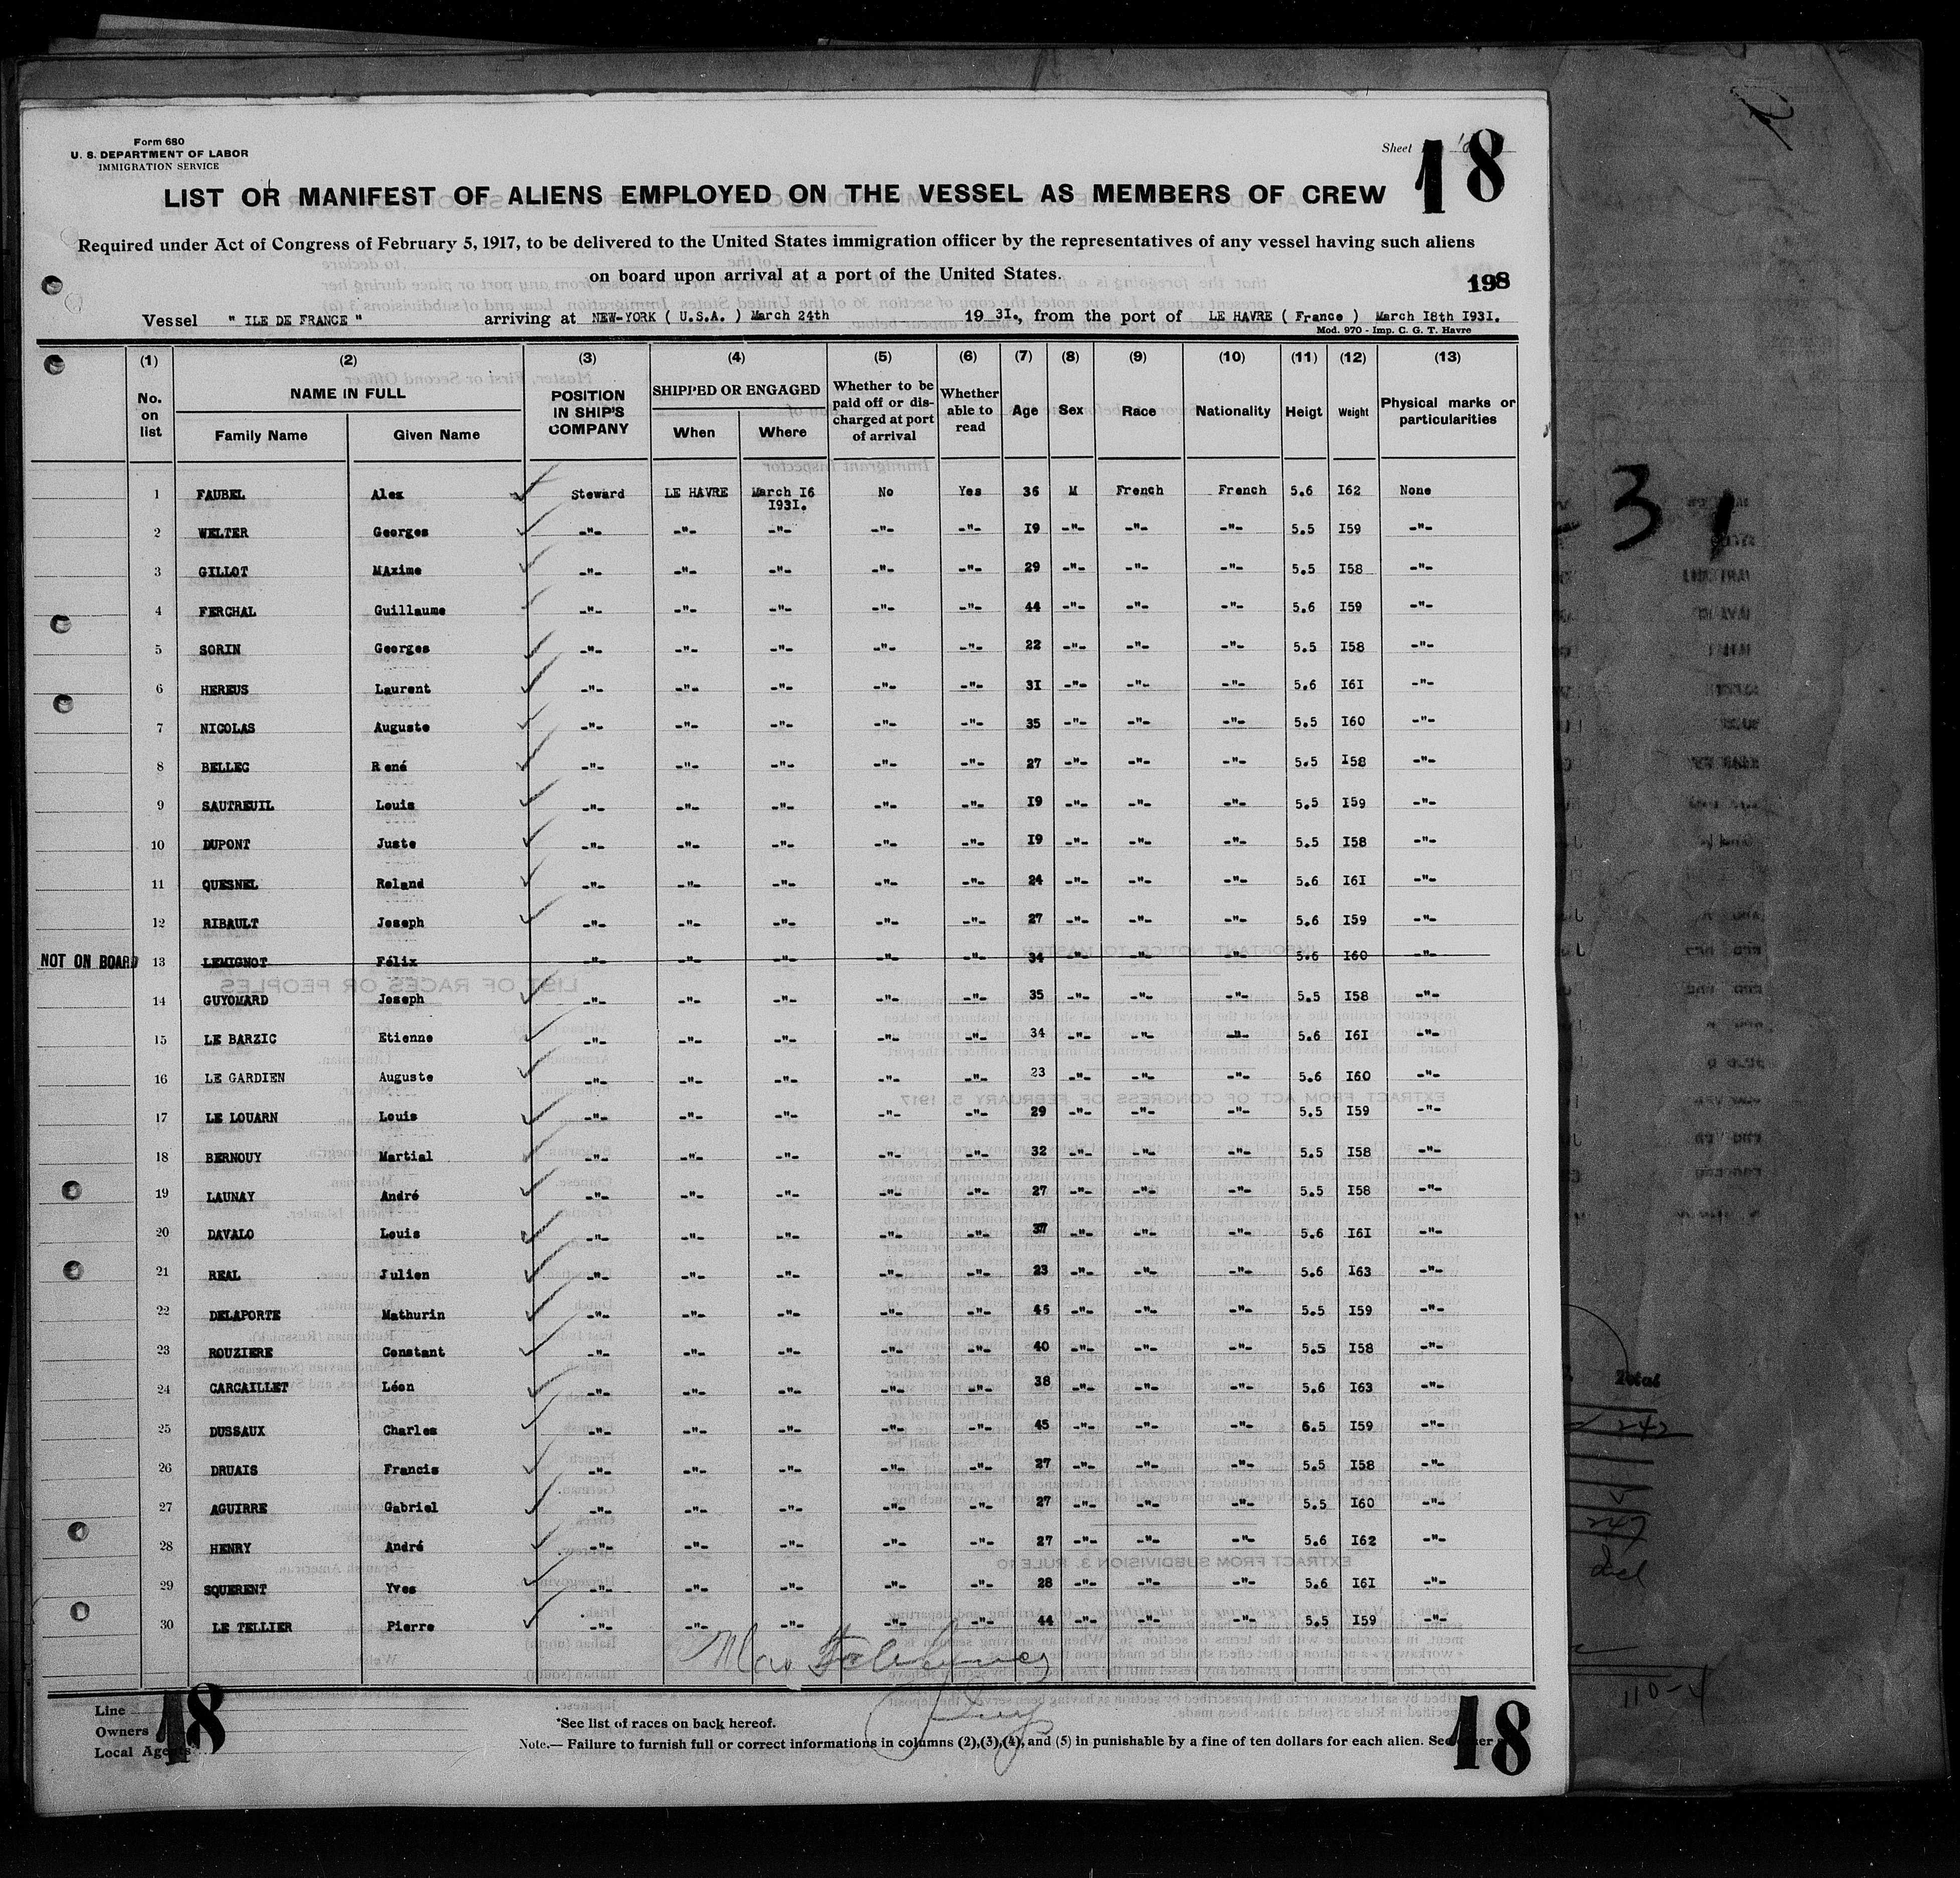 Form 680
U. S. DEPARTMENT OF LABOR
IMMIGRATION SERVICE
Sheet
18
LIST OR MANIFEST OF ALIENS EMPLOYED ON THE VESSEL AS MEMBERS OF CREW
Required under Act of Congress of February 5, 1917, to be delivered to the United States immigration officer by the representatives of any vessel having such aliens
on board upon arrival at a port of the United States.
198
Vessel " ILE DE FRANCE " arriving at NEW-YORK ( U.S.A. ) March 24th 19 31., from the port of LE HAVRE ( France ) March I8th I93I.
Mod. 970 - Imp. C. G. T. Havre
(1) (2) (3) (4) (5) (6) (7) (8) (9) (10) (11) (12) (13)
No. on list NAME IN FULL Family Name Given Name POSITION IN SHIP'S COMPANY SHIPPED OR ENGAGED When Where Whether to be paid off or discharged at port of arrival Whether able to read Age Sex Race Nationality Heigt Weight Physical marks or particularities
1 FAUBEL Alex Steward LE HAVRE March I6 I93I. No Yes 36 M French French 5.6 I62 None
2 WELTER Georges -"- -"- -"- -"- -"- I9 -"- -"- -"- 5.5 I59 -"-
3 GILLOT MAxime -"- -"- -"- -"- -"- 29 -"- -"- -"- 5.5 I58 -"-
4 FERCHAL Guillaume -"- -"- -"- -"- -"- 44 -"- -"- -"- 5.6 I59 -"-
5 SORIN Georges -"- -"- -"- -"- -"- 22 -"- -"- -"- 5.5 I58 -"-
6 HEREUS Laurent -"- -"- -"- -"- -"- 3I -"- -"- -"- 5.6 I6I -"-
7 NICOLAS Auguste -"- -"- -"- -"- -"- 35 -"- -"- -"- 5.5 I60 -"-
8 BELLEC René -"- -"- -"- -"- -"- 27 -"- -"- -"- 5.5 I58 -"-
9 SAUTREUIL Louis -"- -"- -"- -"- -"- I9 -"- -"- -"- 5.5 I59 -"-
10 DUPONT Juste -"- -"- -"- -"- -"- I9 -"- -"- -"- 5.5 I58 -"-
11 QUESNEL Roland -"- -"- -"- -"- -"- 24 -"- -"- -"- 5.6 I6I -"-
12 RIBAULT Joseph -"- -"- -"- -"- -"- 27 -"- -"- -"- 5.6 I59 -"-
NOT ON BOARD 13 LEMIGNOT Félix -"- -"- -"- -"- -"- 34 -"- -"- -"- 5.6 I60 -"-
14 GUYOMARD Joseph -"- -"- -"- -"- -"- 35 -"- -"- -"- 5.5 I58 -"-
15 LE BARZIC Etienne -"- -"- -"- -"- -"- 34 -"- -"- -"- 5.6 I6I -"-
16 LE GARDIEN Auguste -"- -"- -"- -"- -"- 23 -"- -"- -"- 5.6 I60 -"-
17 LE LOUARN Louis -"- -"- -"- -"- -"- 29 -"- -"- -"- 5.5 I59 -"-
18 BERNOUY Martial -"- -"- -"- -"- -"- 32 -"- -"- -"- 5.5 I58 -"-
19 LAUNAY André -"- -"- -"- -"- -"- 27 -"- -"- -"- 5.5 I58 -"-
20 DAVALO Louis -"- -"- -"- -"- -"- 37 -"- -"- -"- 5.6 I6I -"-
21 REAL Julien -"- -"- -"- -"- -"- 23 -"- -"- -"- 5.6 I63 -"-
22 DELAPORTE Mathurin -"- -"- -"- -"- -"- 45 -"- -"- -"- 5.5 I59 -"-
23 ROUZIERE Constant -"- -"- -"- -"- -"- 40 -"- -"- -"- 5.5 I58 -"-
24 CARCAILLET Léon -"- -"- -"- -"- -"- 38 -"- -"- -"- 5.6 I63 -"-
25 DUSSAUX Charles -"- -"- -"- -"- -"- 45 -"- -"- -"- 6.5 I59 -"-
26 DRUAIS Francis -"- -"- -"- -"- -"- 27 -"- -"- -"- 5.5 I58 -"-
27 AGUIRRE Gabriel -"- -"- -"- -"- -"- 27 -"- -"- -"- 5.5 I60 -"-
28 HENRY André -"- -"- -"- -"- -"- 27 -"- -"- -"- 5.6 I62 -"-
29 SQUERENT Yves -"- -"- -"- -"- -"- 28 -"- -"- -"- 5.6 I6I -"-
30 LE TELLIER Pierre -"- -"- -"- -"- -"- 44 -"- -"- -"- 5.5 I59 -"-
Line
Owners
Local Agents
18
*See list of races on back hereof.
Note.— Failure to furnish full or correct informations in columns (2),(3),(4), and (5) in punishable by a fine of ten dollars for each alien. See
18
31
Total
242
247
110-4